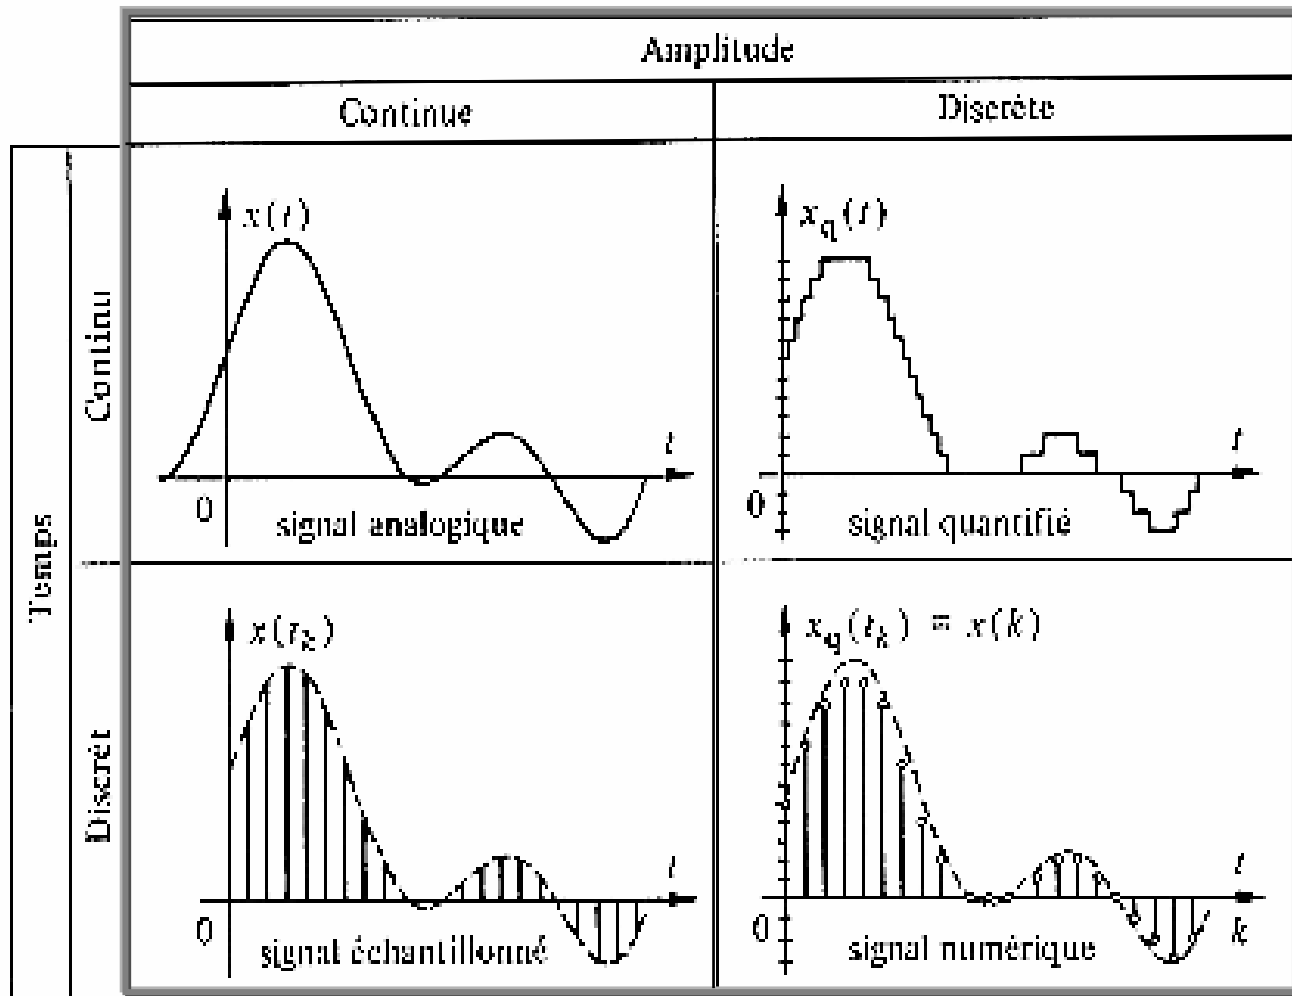 Amplitude
Continue
Discrète
Temps
Continu
x(t)
t
0
signal analogique
x_q(t)
t
0
signal quantifié
Discrèt
x(t_k)
t
0
signal échantillonné
x_q(t_k) = x(k)
t
0
k
signal numérique